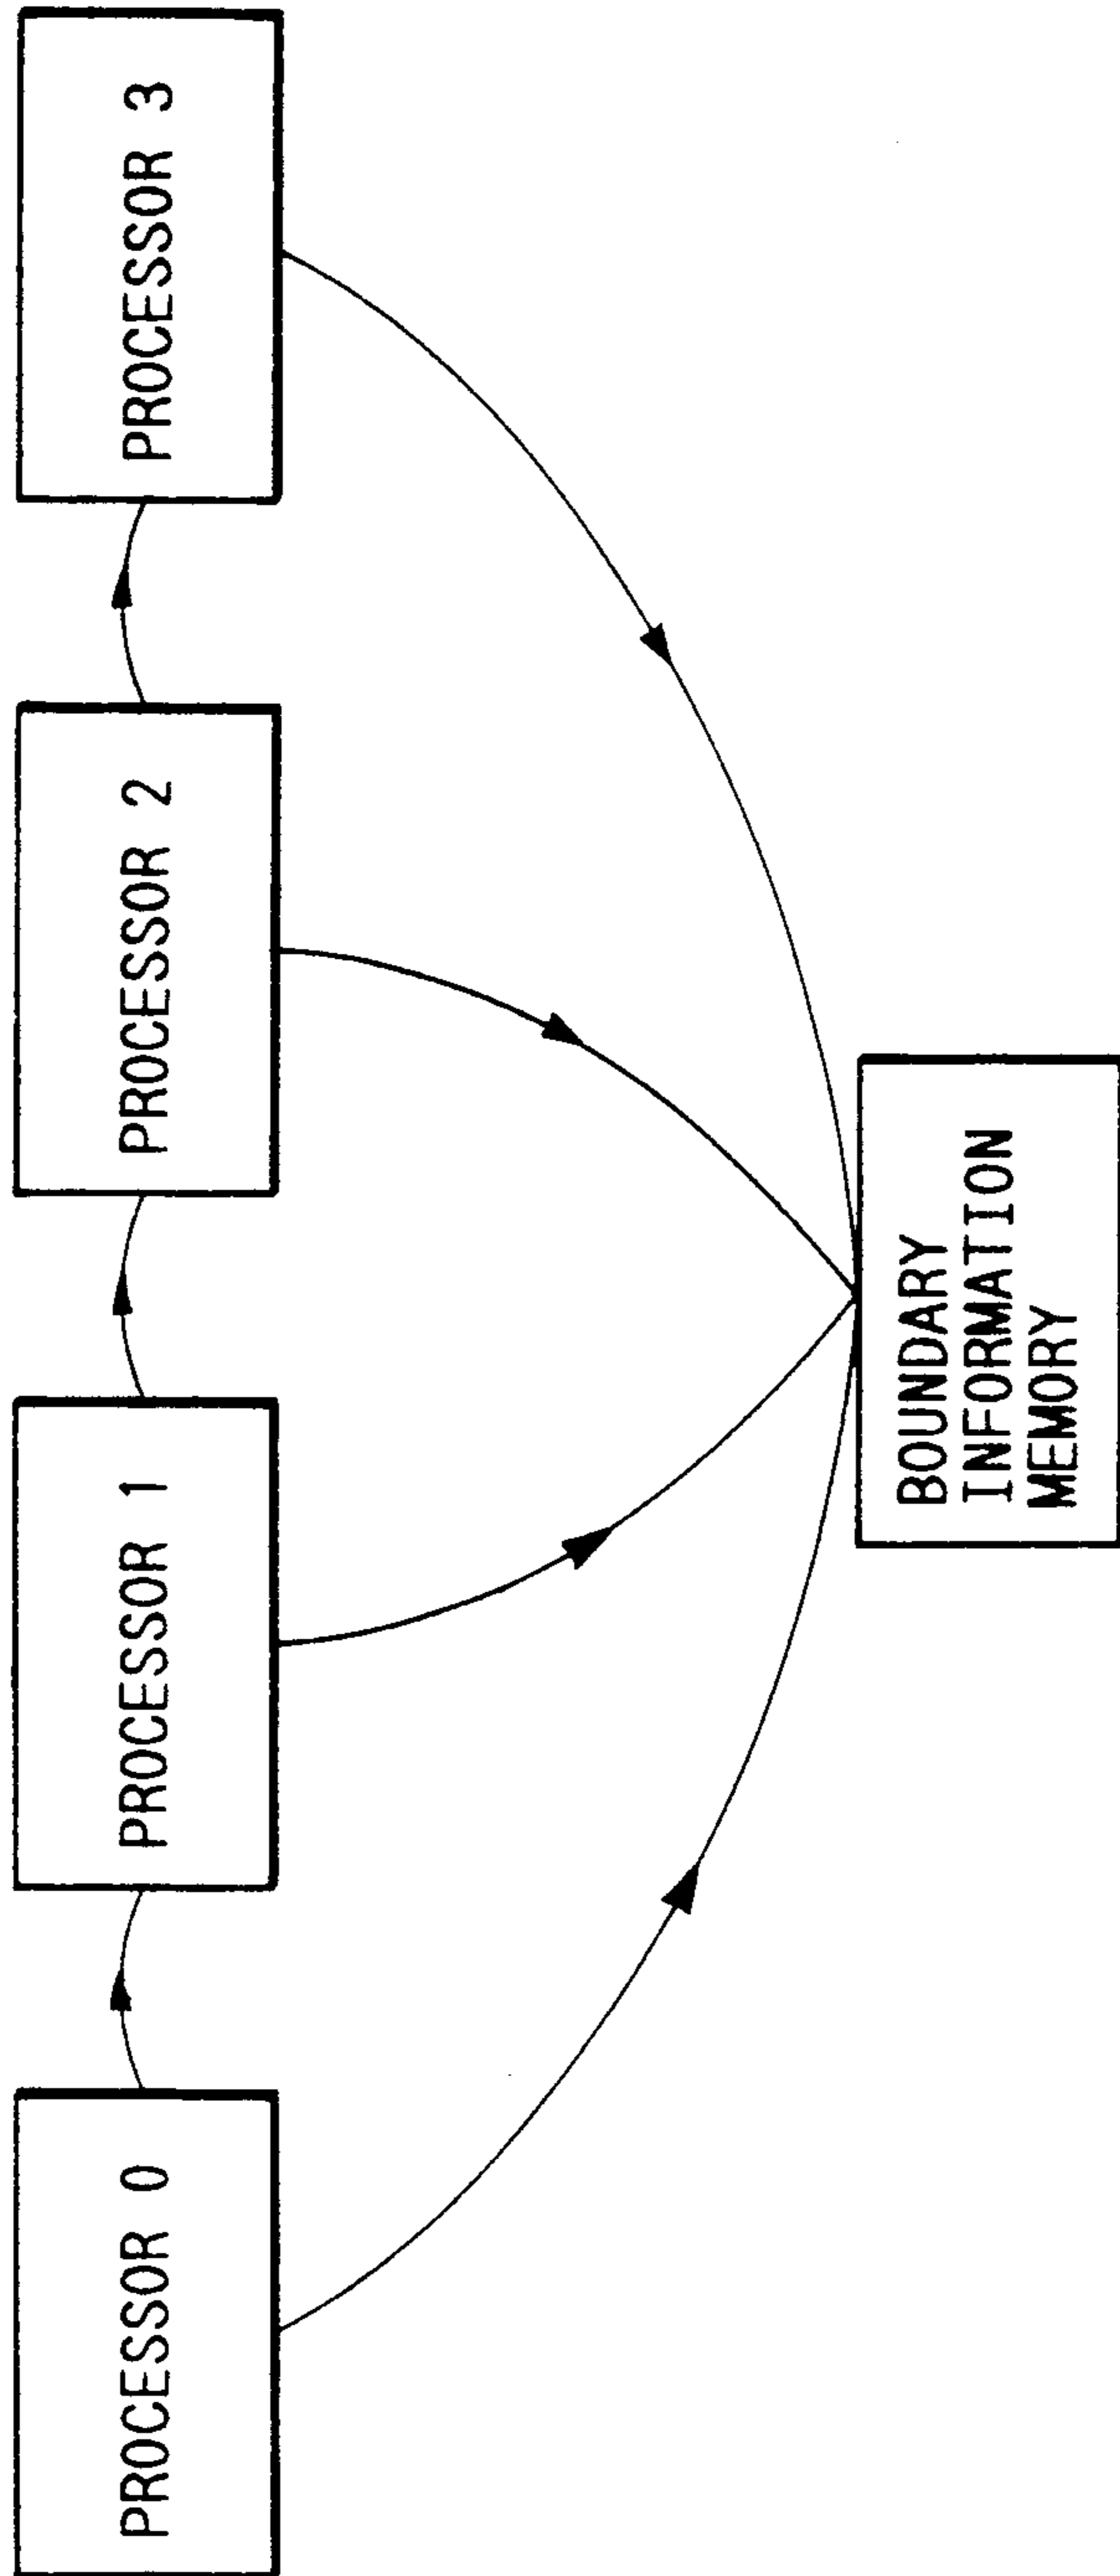 PROCESSOR 0
PROCESSOR 1
PROCESSOR 2
PROCESSOR 3
BOUNDARY
INFORMATION
MEMORY